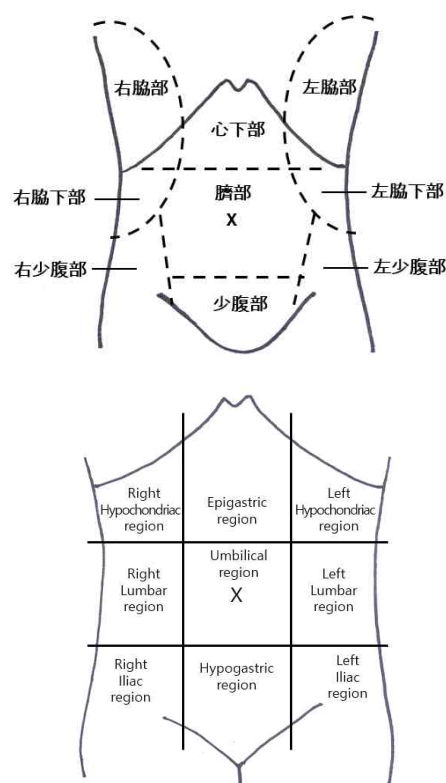 右脇部
左脇部
心下部
右脇下部
臍部
左脇下部
X
右少腹部
左少腹部
少腹部
Right
Hypochondriac
region
Epigastric
region
Left
Hypochondriac
region
Right
Lumbar
region
Umbilical
region
X
Left
Lumbar
region
Right
Iliac
region
Hypogastric
region
Left
Iliac
region